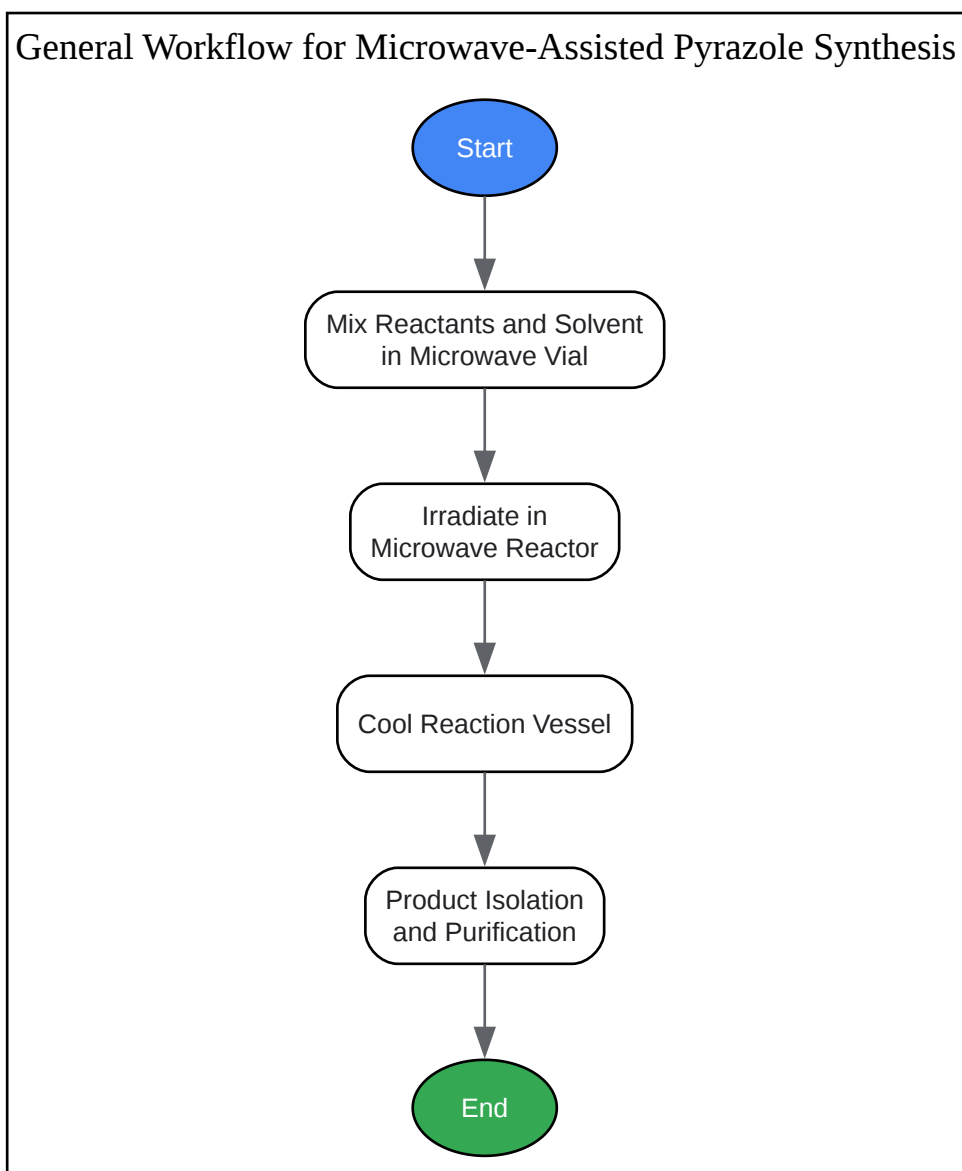 General Workflow for Microwave-Assisted Pyrazole Synthesis
Start
Mix Reactants and Solvent
in Microwave Vial
Irradiate in
Microwave Reactor
Cool Reaction Vessel
Product Isolation
and Purification
End